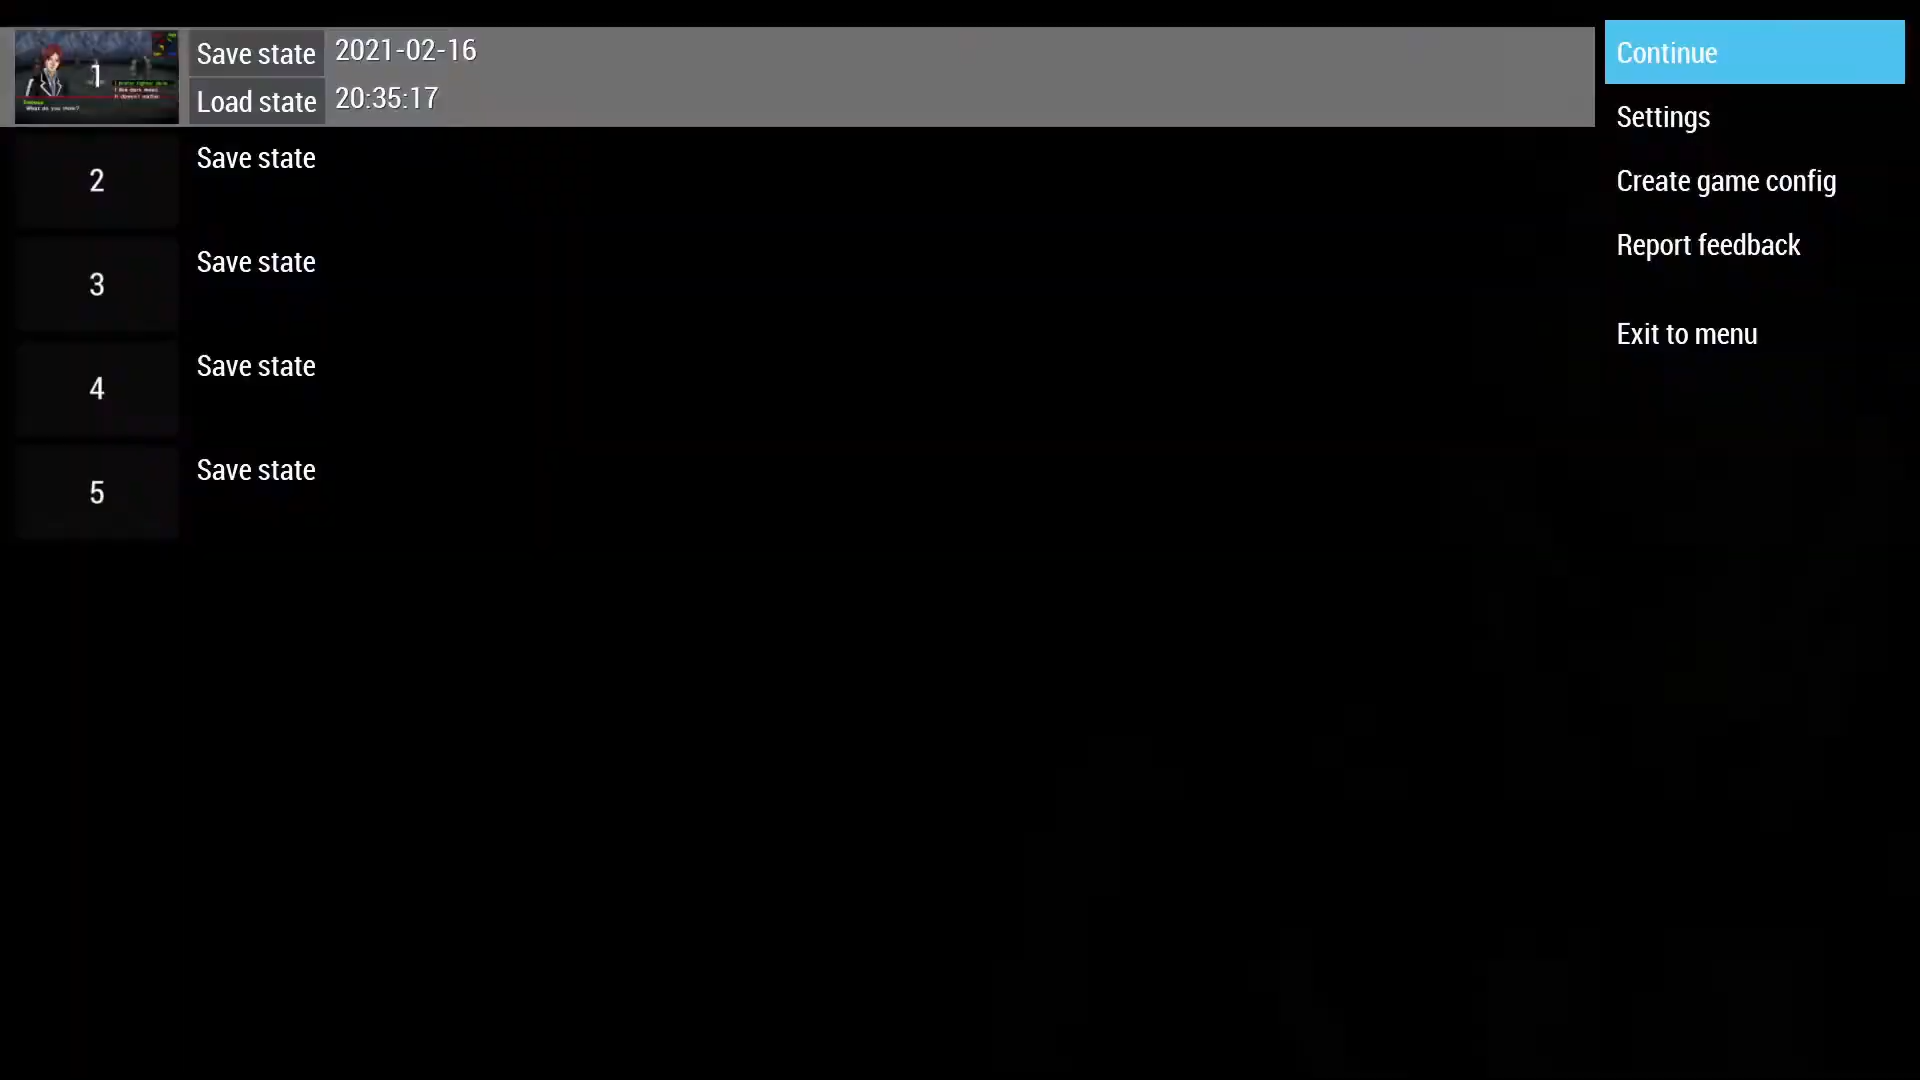 1
Save state
2021-02-16
Load state
20:35:17
2
Save state
3
Save state
4
Save state
5
Save state
Continue
Settings
Create game config
Report feedback
Exit to menu